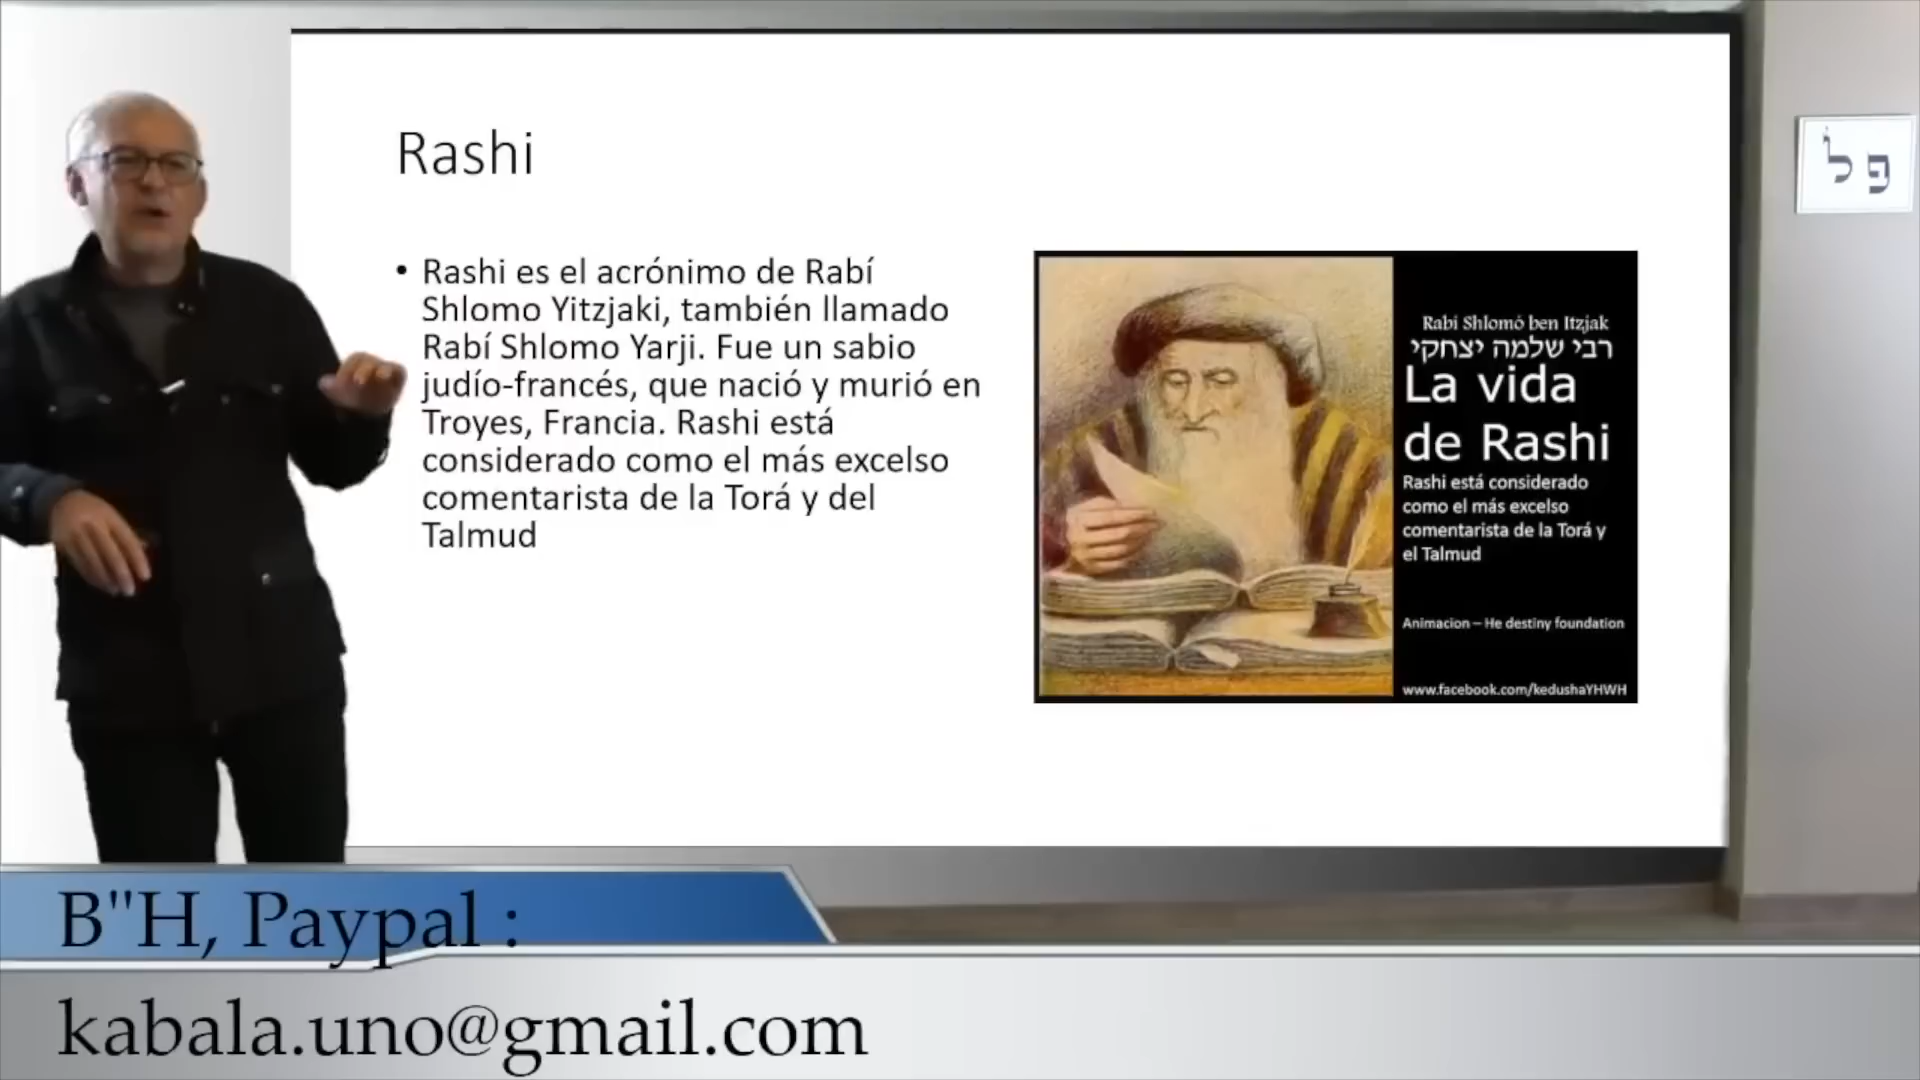 Rashi
• Rashi es el acrónimo de Rabí
Shlomo Yitzjaki, también llamado
Rabí Shlomo Yarji. Fue un sabio
judío-francés, que nació y murió en
Troyes, Francia. Rashi está
considerado como el más excelso
comentarista de la Torá y del
Talmud
Rabí Shlomó ben Itzjak
רבי שלמה יצחקי
La vida
de Rashi
Rashi está considerado
como el más excelso
comentarista de la Torá y
el Talmud
Animacion – He destiny foundation
www.facebook.com/kedushaYHWH
פ ל
B"H, Paypal :
kabala.uno@gmail.com